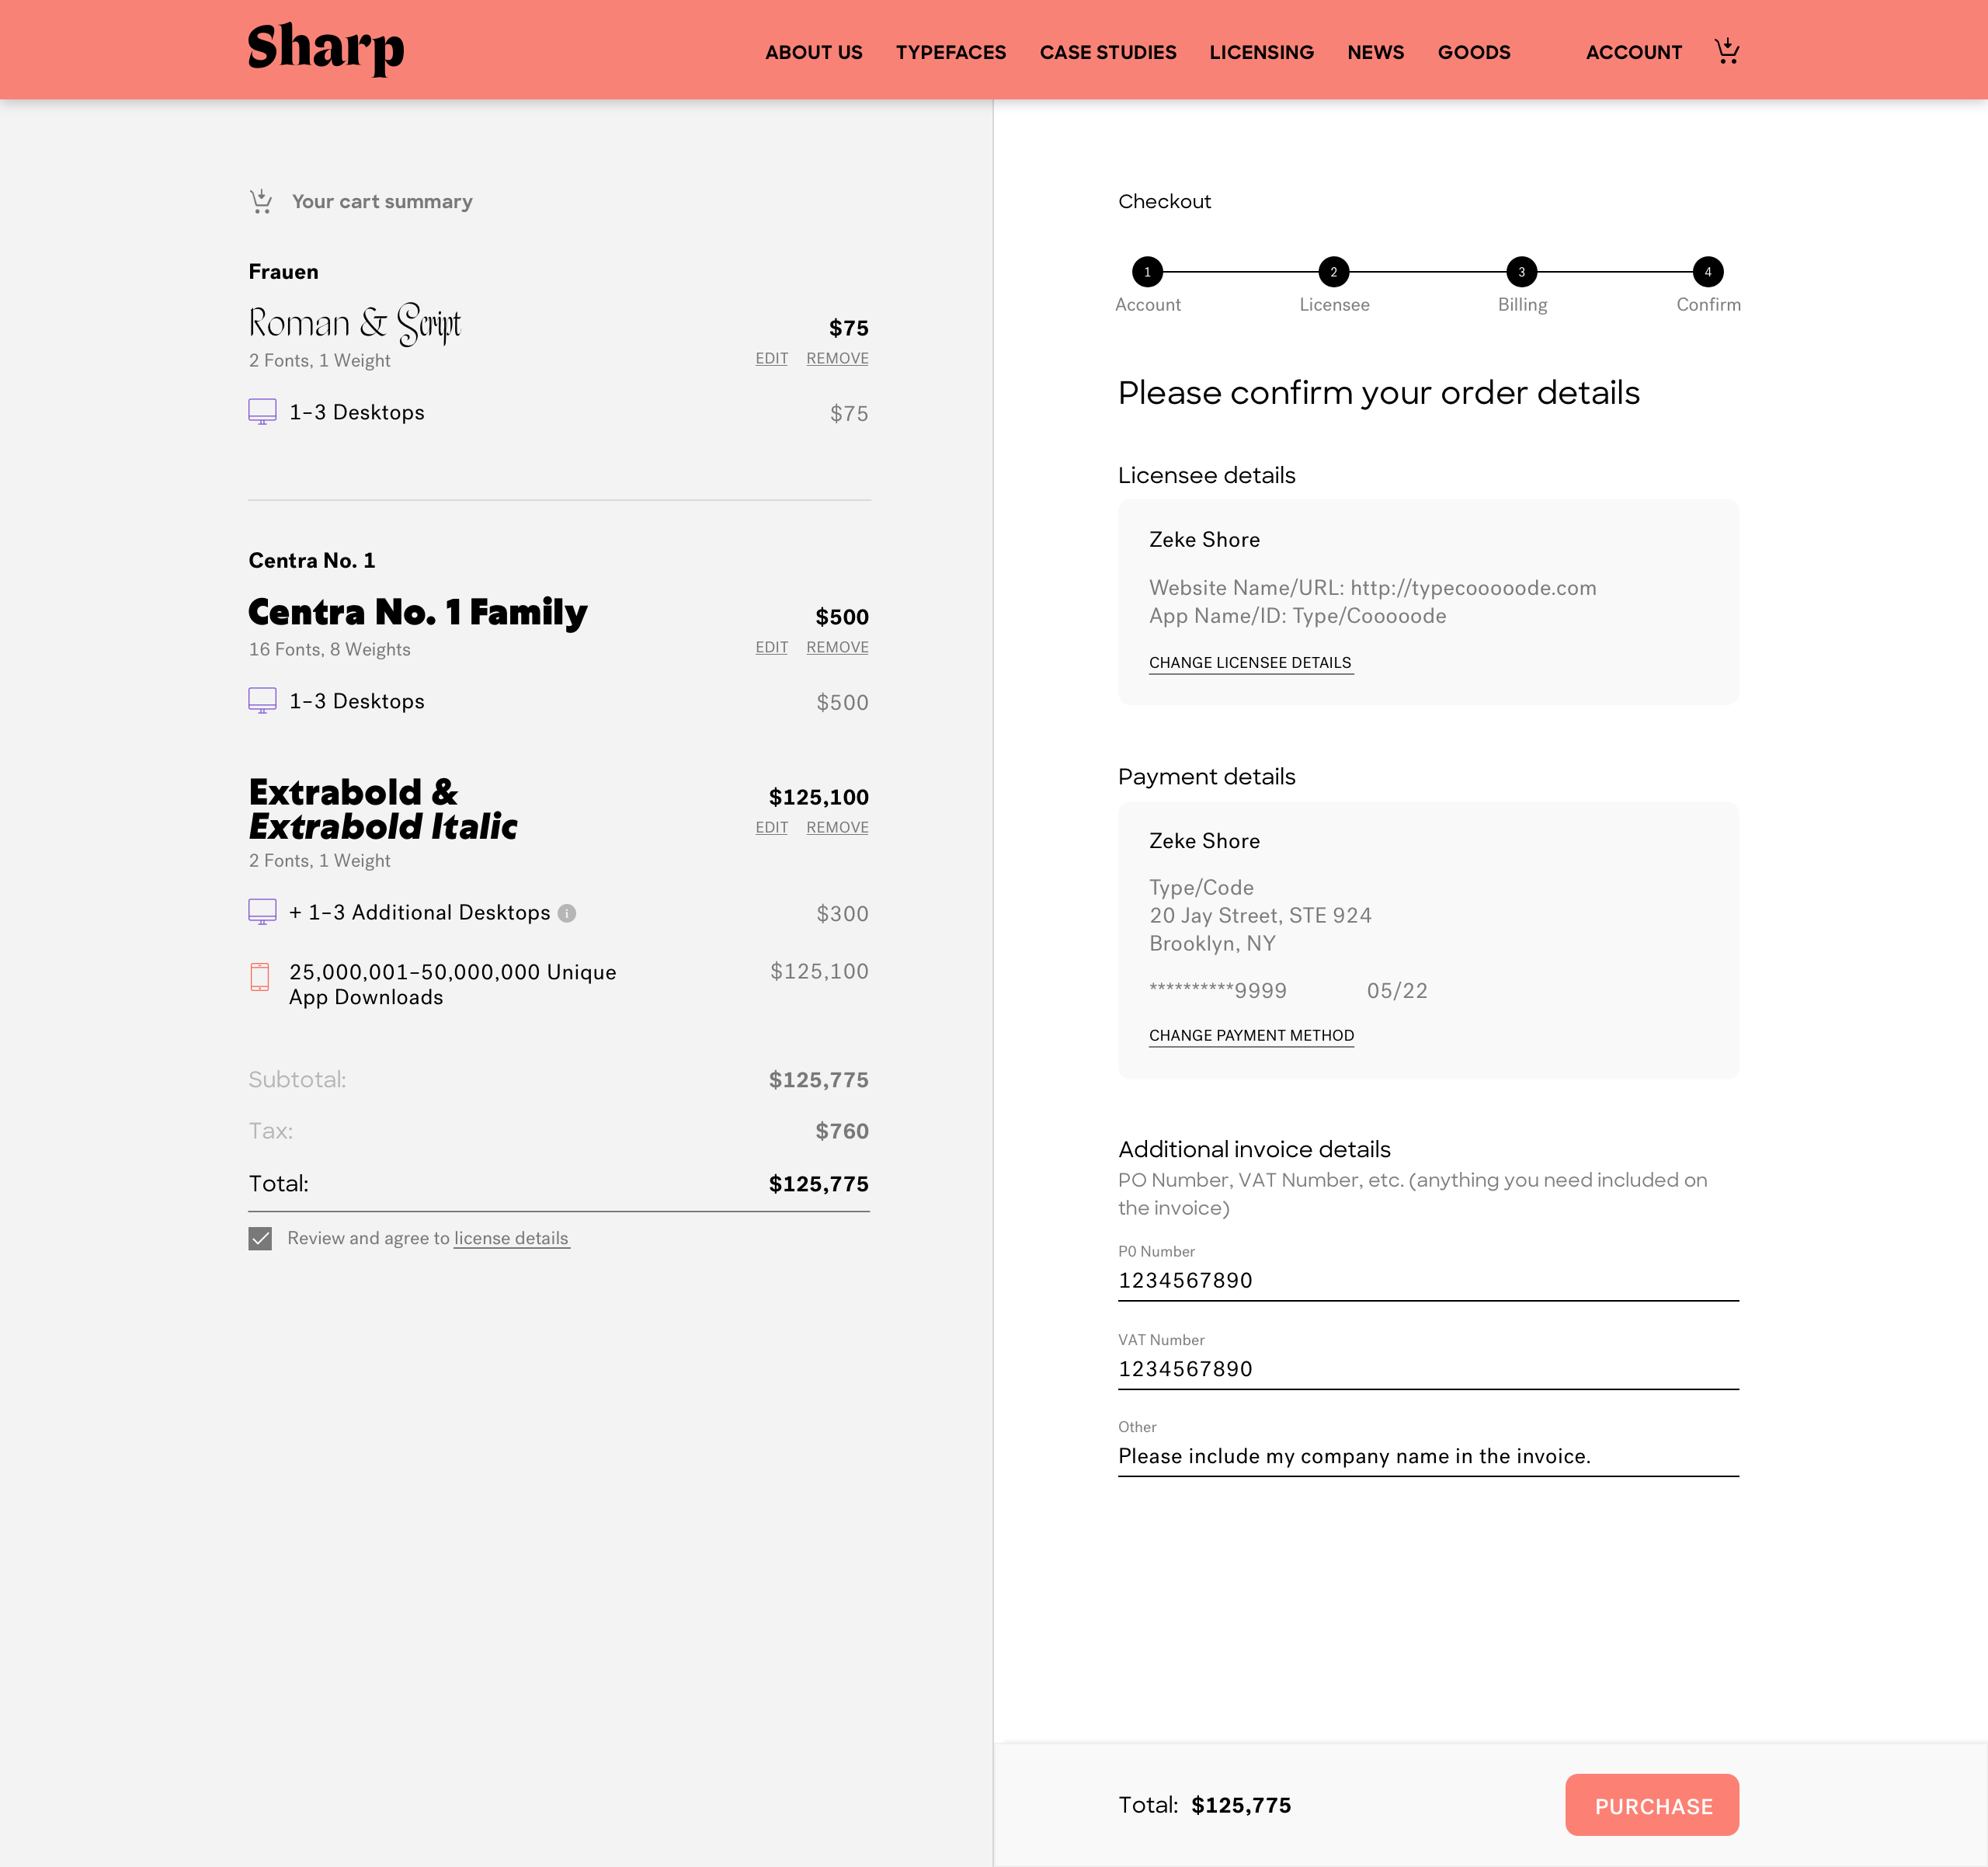 Sharp
ABOUT US TYPEFACES CASE STUDIES LICENSING NEWS GOODS ACCOUNT
Your cart summary
Frauen
Roman & Script
$75
2 Fonts, 1 Weight
EDIT REMOVE
1–3 Desktops $75
Centra No. 1
Centra No. 1 Family
$500
16 Fonts, 8 Weights
EDIT REMOVE
1–3 Desktops $500
Extrabold &
Extrabold Italic
$125,100
EDIT REMOVE
2 Fonts, 1 Weight
+ 1–3 Additional Desktops i $300
25,000,001–50,000,000 Unique
App Downloads
$125,100
Subtotal: $125,775
Tax: $760
Total: $125,775
Review and agree to license details
Checkout
1 2 3 4
Account Licensee Billing Confirm
Please confirm your order details
Licensee details
Zeke Shore
Website Name/URL: http://typecooooode.com
App Name/ID: Type/Cooooode
CHANGE LICENSEE DETAILS
Payment details
Zeke Shore
Type/Code
20 Jay Street, STE 924
Brooklyn, NY
**********9999 05/22
CHANGE PAYMENT METHOD
Additional invoice details
PO Number, VAT Number, etc. (anything you need included on
the invoice)
P0 Number
1234567890
VAT Number
1234567890
Other
Please include my company name in the invoice.
Total: $125,775
PURCHASE